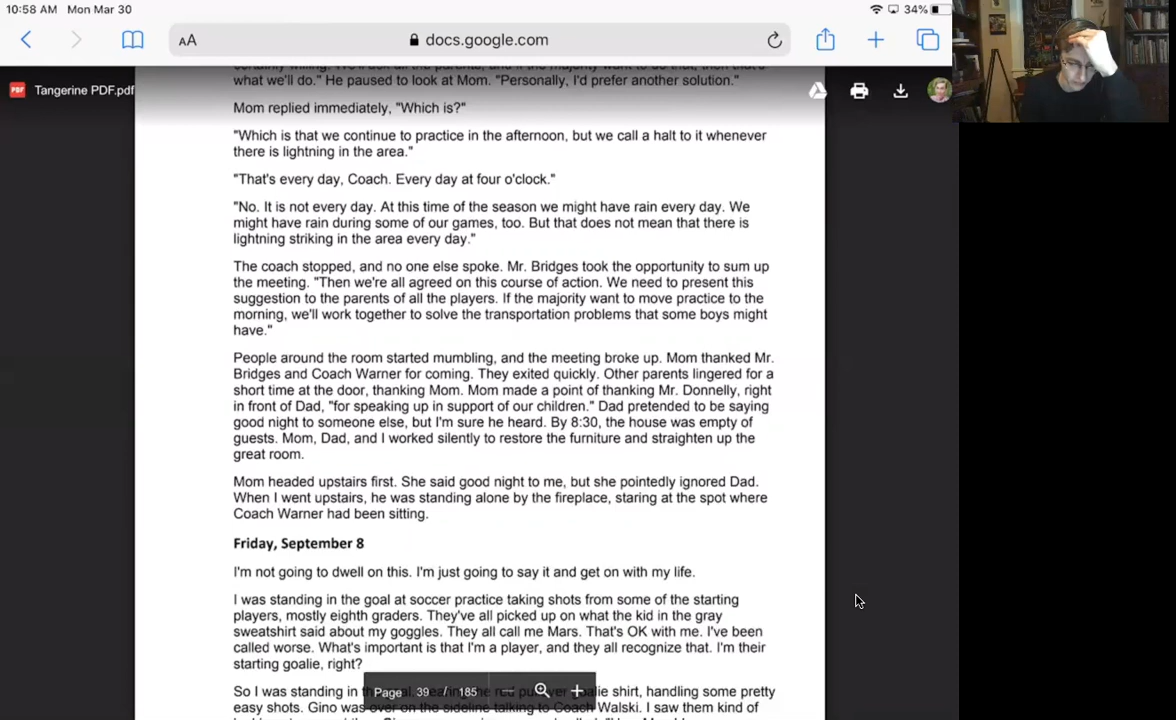 10:58 AM Mon Mar 30
34%
AA
docs.google.com
PDF Tangerine PDF.pdf
what we'll do." He paused to look at Mom. "Personally, I'd prefer another solution."
Mom replied immediately, "Which is?"
"Which is that we continue to practice in the afternoon, but we call a halt to it whenever
there is lightning in the area."
"That's every day, Coach. Every day at four o'clock."
"No. It is not every day. At this time of the season we might have rain every day. We
might have rain during some of our games, too. But that does not mean that there is
lightning striking in the area every day."
The coach stopped, and no one else spoke. Mr. Bridges took the opportunity to sum up
the meeting. "Then we're all agreed on this course of action. We need to present this
suggestion to the parents of all the players. If the majority want to move practice to the
morning, we'll work together to solve the transportation problems that some boys might
have."
People around the room started mumbling, and the meeting broke up. Mom thanked Mr.
Bridges and Coach Warner for coming. They exited quickly. Other parents lingered for a
short time at the door, thanking Mom. Mom made a point of thanking Mr. Donnelly, right
in front of Dad, "for speaking up in support of our children." Dad pretended to be saying
good night to someone else, but I'm sure he heard. By 8:30, the house was empty of
guests. Mom, Dad, and I worked silently to restore the furniture and straighten up the
great room.
Mom headed upstairs first. She said good night to me, but she pointedly ignored Dad.
When I went upstairs, he was standing alone by the fireplace, staring at the spot where
Coach Warner had been sitting.
Friday, September 8
I'm not going to dwell on this. I'm just going to say it and get on with my life.
I was standing in the goal at soccer practice taking shots from some of the starting
players, mostly eighth graders. They've all picked up on what the kid in the gray
sweatshirt said about my goggles. They all call me Mars. That's OK with me. I've been
called worse. What's important is that I'm a player, and they all recognize that. I'm their
starting goalie, right?
So I was standing in shirt, handling some pretty
Page 39 / 185
easy shots. Gino was over on the sideline talking to Coach Walski. I saw them kind of